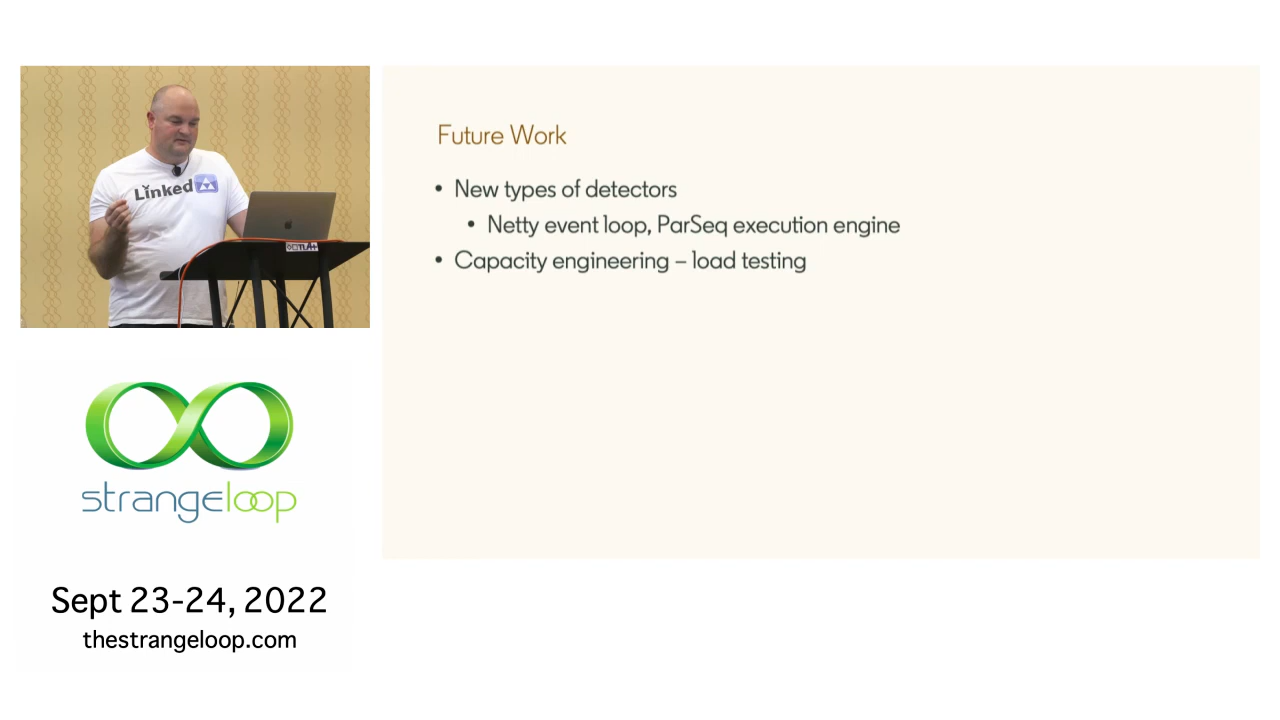 Linked
Future Work
• New types of detectors
• Netty event loop, ParSeq execution engine
• Capacity engineering – load testing
strangeloop
Sept 23-24, 2022
thestrangeloop.com